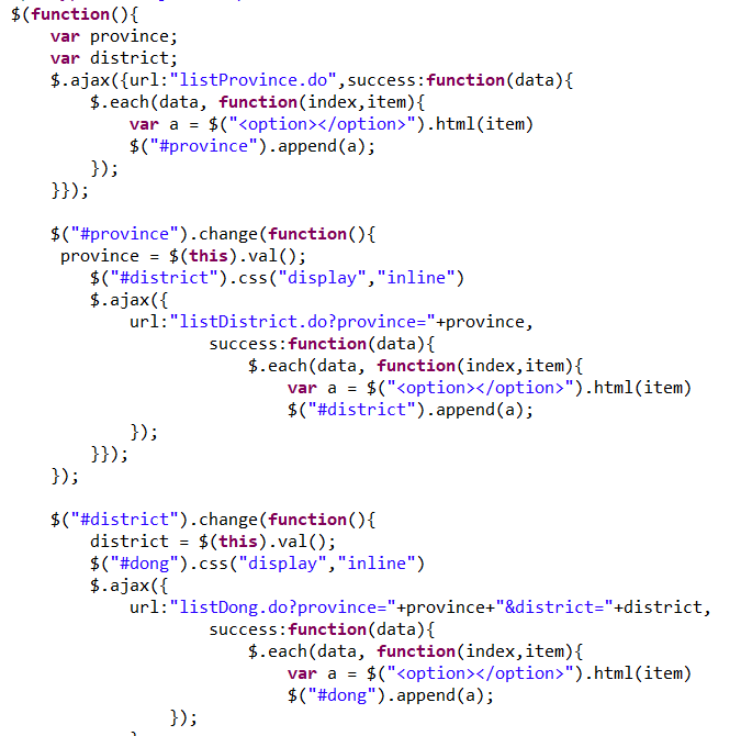 $(function(){
    var province;
    var district;
    $.ajax({url:"listProvince.do",success:function(data){
        $.each(data, function(index,item){
            var a = $("<option></option>").html(item)
            $("#province").append(a);
        });
    }});

    $("#province").change(function(){
     province = $(this).val();
        $("#district").css("display","inline")
        $.ajax({
            url:"listDistrict.do?province="+province,
                    success:function(data){
                        $.each(data, function(index,item){
                            var a = $("<option></option>").html(item)
                            $("#district").append(a);
            });
        }});
    });

    $("#district").change(function(){
        district = $(this).val();
        $("#dong").css("display","inline")
        $.ajax({
            url:"listDong.do?province="+province+"&district="+district,
                    success:function(data){
                        $.each(data, function(index,item){
                            var a = $("<option></option>").html(item)
                            $("#dong").append(a);
                });